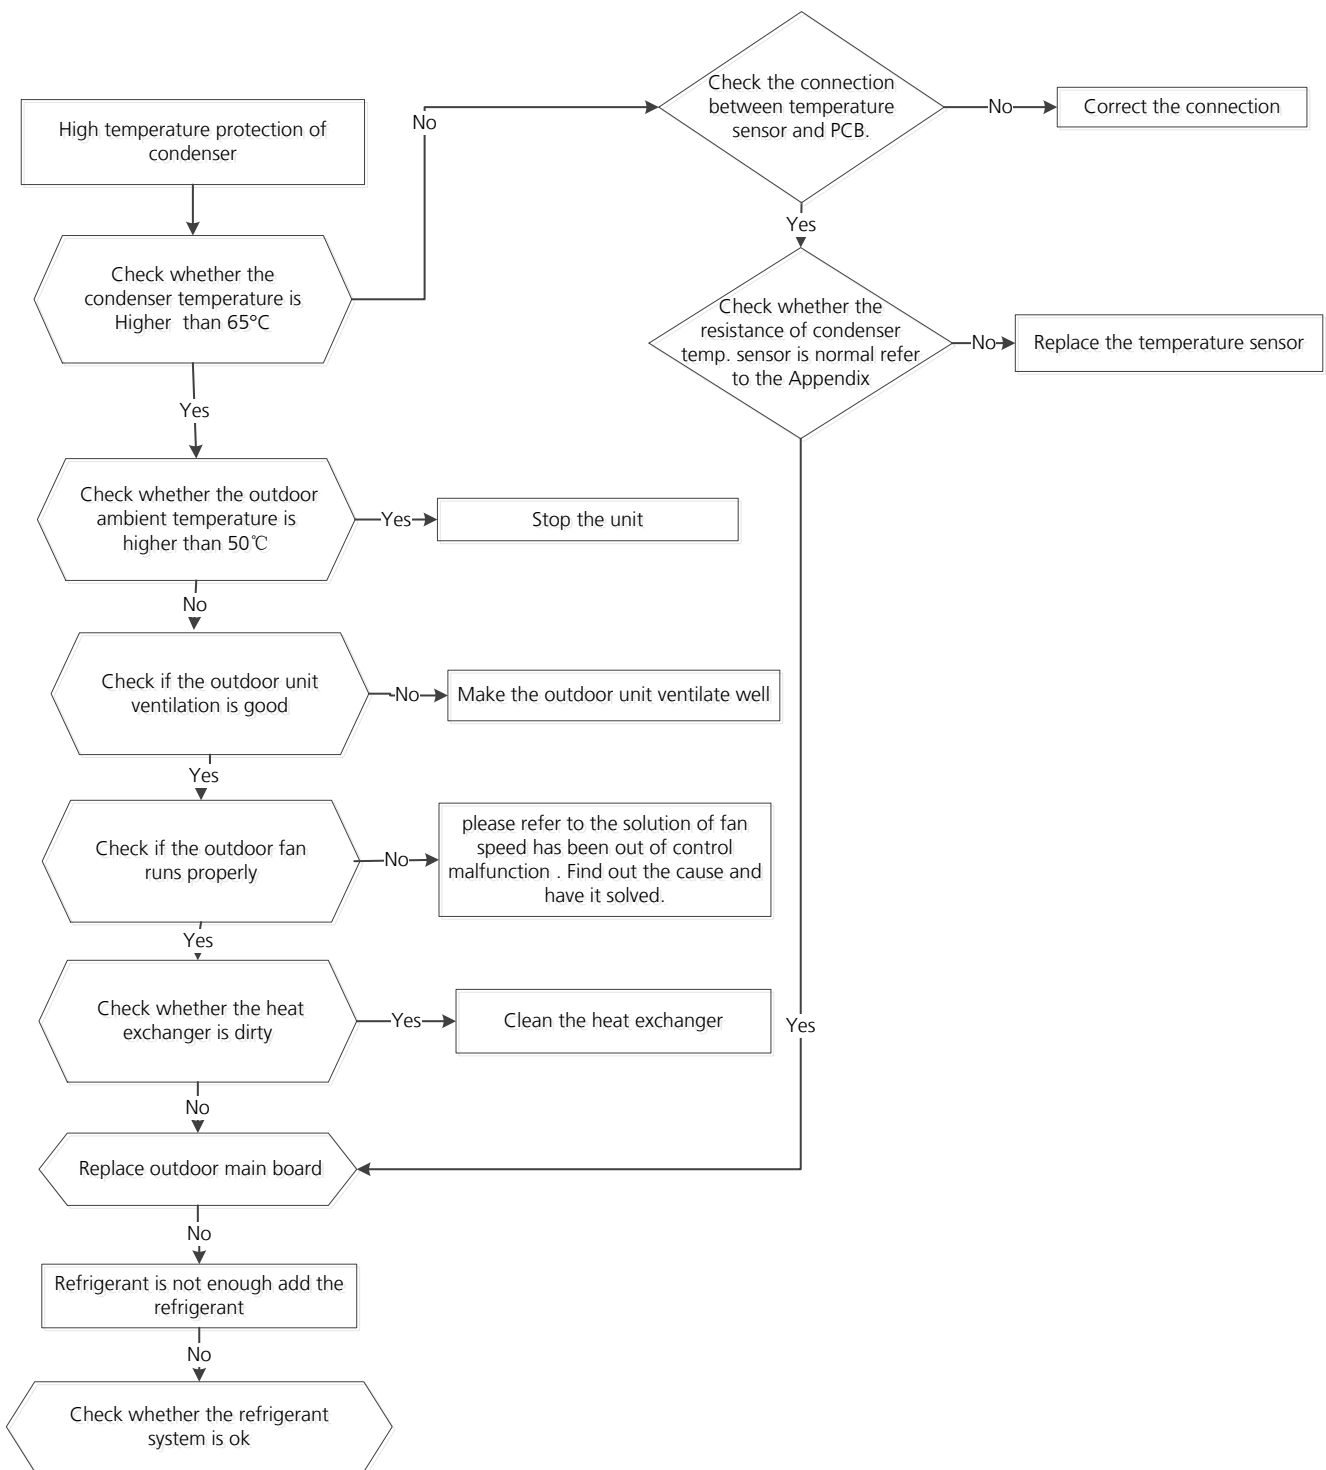 High temperature protection of
condenser
Check whether the
condenser temperature is
Higher than 65°C
No
Check the connection
between temperature
sensor and PCB.
No
Correct the connection
Yes
Check whether the
resistance of condenser
temp. sensor is normal refer
to the Appendix
No
Replace the temperature sensor
Yes
Yes
Check whether the outdoor
ambient temperature is
higher than 50℃
Yes
Stop the unit
No
Check if the outdoor unit
ventilation is good
No
Make the outdoor unit ventilate well
Yes
Check if the outdoor fan
runs properly
No
please refer to the solution of fan
speed has been out of control
malfunction . Find out the cause and
have it solved.
Yes
Check whether the heat
exchanger is dirty
Yes
Clean the heat exchanger
No
Replace outdoor main board
No
Refrigerant is not enough add the
refrigerant
No
Check whether the refrigerant
system is ok